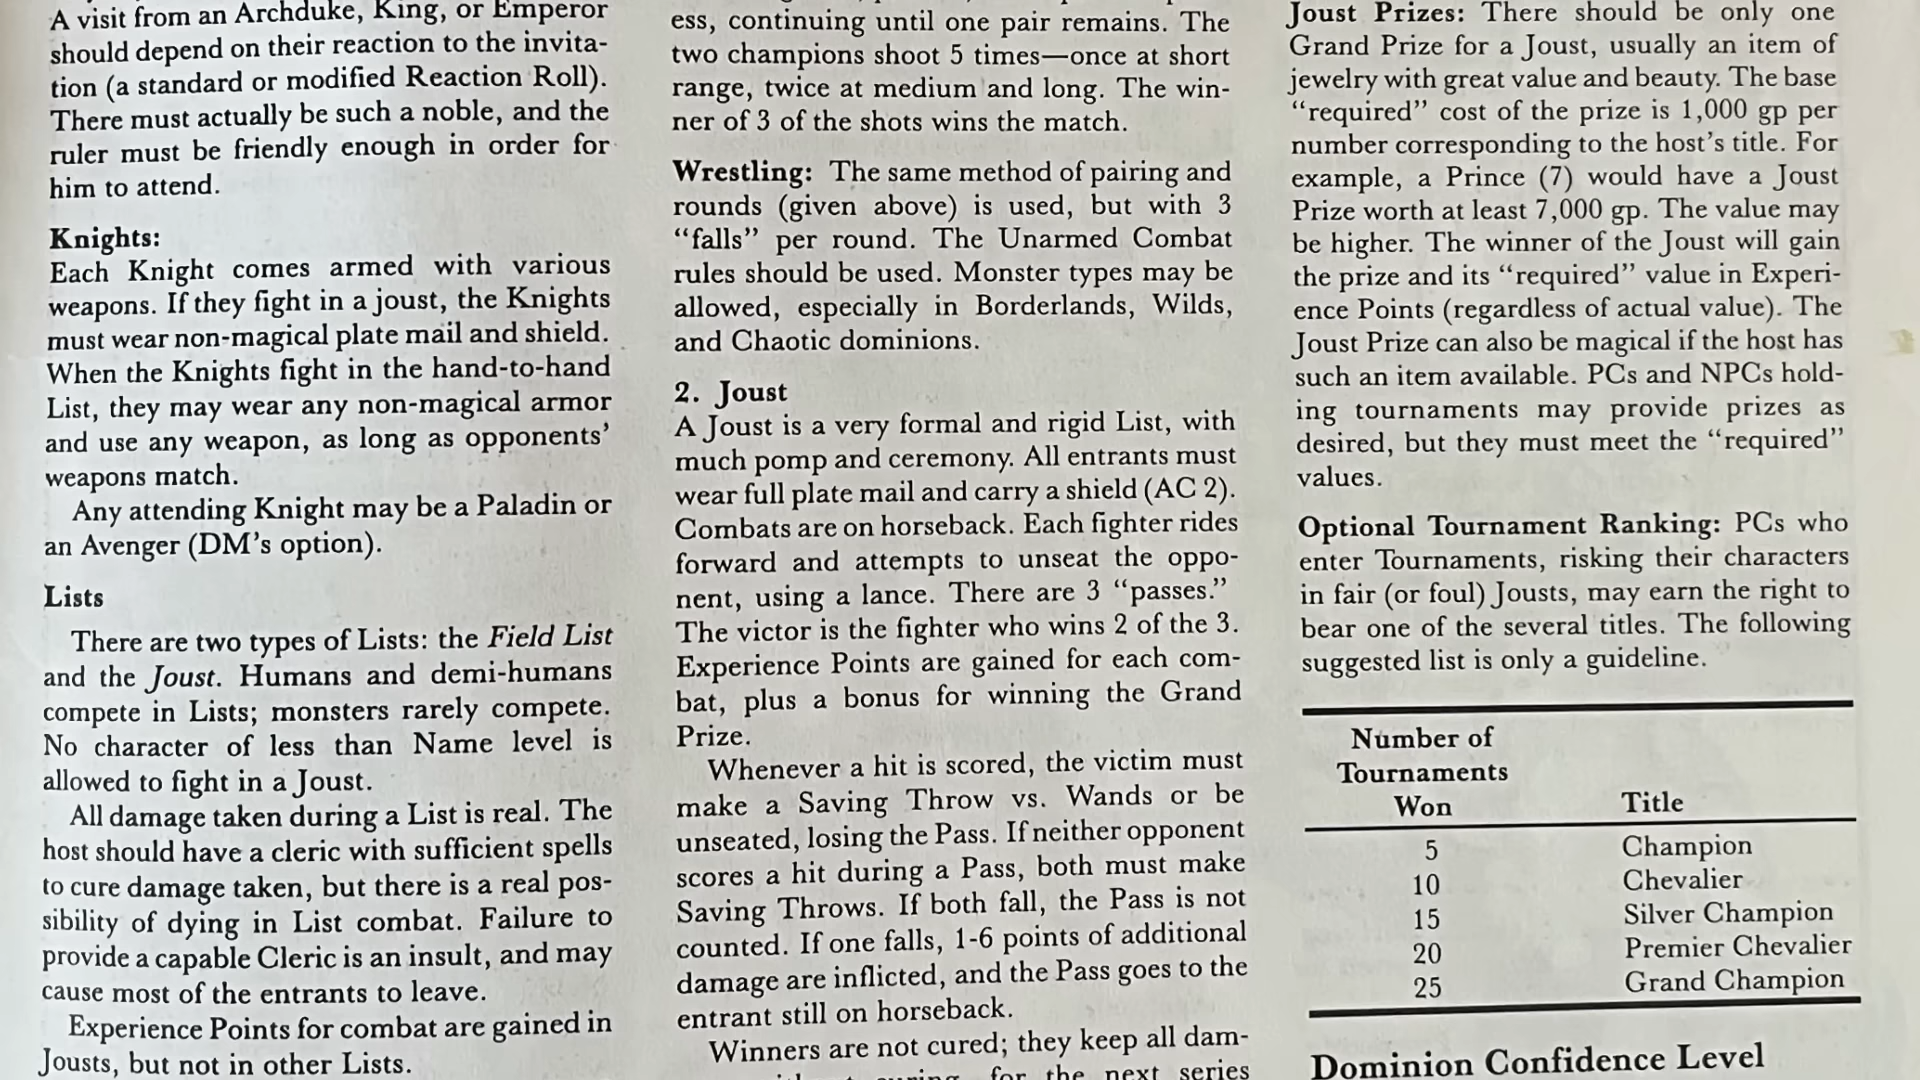 A visit from an Archduke, King, or Emperor
should depend on their reaction to the invita-
tion (a standard or modified Reaction Roll).
There must actually be such a noble, and the
ruler must be friendly enough in order for
him to attend.
Knights:
Each Knight comes armed with various
weapons. If they fight in a joust, the Knights
must wear non-magical plate mail and shield.
When the Knights fight in the hand-to-hand
List, they may wear any non-magical armor
and use any weapon, as long as opponents’
weapons match.
Any attending Knight may be a Paladin or
an Avenger (DM’s option).
Lists
There are two types of Lists: the Field List
and the Joust. Humans and demi-humans
compete in Lists; monsters rarely compete.
No character of less than Name level is
allowed to fight in a Joust.
All damage taken during a List is real. The
host should have a cleric with sufficient spells
to cure damage taken, but there is a real pos-
sibility of dying in List combat. Failure to
provide a capable Cleric is an insult, and may
cause most of the entrants to leave.
Experience Points for combat are gained in
Jousts, but not in other Lists.
ess, continuing until one pair remains. The
two champions shoot 5 times—once at short
range, twice at medium and long. The win-
ner of 3 of the shots wins the match.
Wrestling: The same method of pairing and
rounds (given above) is used, but with 3
“falls” per round. The Unarmed Combat
rules should be used. Monster types may be
allowed, especially in Borderlands, Wilds,
and Chaotic dominions.
2. Joust
A Joust is a very formal and rigid List, with
much pomp and ceremony. All entrants must
wear full plate mail and carry a shield (AC 2).
Combats are on horseback. Each fighter rides
forward and attempts to unseat the oppo-
nent, using a lance. There are 3 “passes.”
The victor is the fighter who wins 2 of the 3.
Experience Points are gained for each com-
bat, plus a bonus for winning the Grand
Prize.
Whenever a hit is scored, the victim must
make a Saving Throw vs. Wands or be
unseated, losing the Pass. If neither opponent
scores a hit during a Pass, both must make
Saving Throws. If both fall, the Pass is not
counted. If one falls, 1-6 points of additional
damage are inflicted, and the Pass goes to the
entrant still on horseback.
Winners are not cured; they keep all dam-
for the next series
Joust Prizes: There should be only one
Grand Prize for a Joust, usually an item of
jewelry with great value and beauty. The base
“required” cost of the prize is 1,000 gp per
number corresponding to the host’s title. For
example, a Prince (7) would have a Joust
Prize worth at least 7,000 gp. The value may
be higher. The winner of the Joust will gain
the prize and its “required” value in Experi-
ence Points (regardless of actual value). The
Joust Prize can also be magical if the host has
such an item available. PCs and NPCs hold-
ing tournaments may provide prizes as
desired, but they must meet the “required”
values.
Optional Tournament Ranking: PCs who
enter Tournaments, risking their characters
in fair (or foul) Jousts, may earn the right to
bear one of the several titles. The following
suggested list is only a guideline.
Number of
Tournaments
Won Title
5 Champion
10 Chevalier
15 Silver Champion
20 Premier Chevalier
25 Grand Champion
Dominion Confidence Level